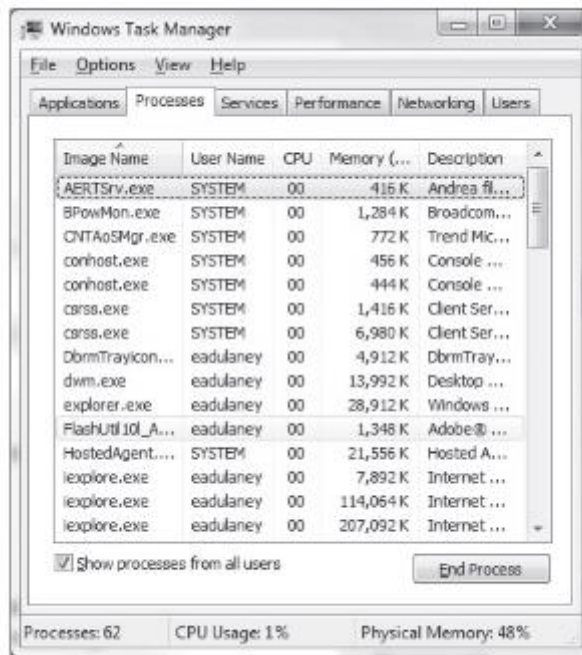 Windows Task Manager
File Options View Help
Applications Processes Services Performance Networking Users
Image Name User Name CPU Memory (... Description
AERTSrv.exe SYSTEM 00 416 K Andrea fil...
BPowMon.exe SYSTEM 00 1,284 K Broadcom...
CNTAoSMgr.exe SYSTEM 00 772 K Trend Mic...
conhost.exe SYSTEM 00 456 K Console ...
conhost.exe SYSTEM 00 444 K Console ...
csrss.exe SYSTEM 00 1,416 K Client Ser...
csrss.exe SYSTEM 00 6,980 K Client Ser...
DbrmTrayicon... eadulaney 00 4,912 K DbrmTray...
dwm.exe eadulaney 00 13,992 K Desktop ...
explorer.exe eadulaney 00 28,912 K Windows ...
FlashUtil10l_A... eadulaney 00 1,348 K Adobe® ...
HostedAgent.... SYSTEM 00 21,556 K Hosted A...
iexplore.exe eadulaney 00 7,892 K Internet ...
iexplore.exe eadulaney 00 114,064 K Internet ...
iexplore.exe eadulaney 00 207,092 K Internet ...
Show processes from all users End Process
Processes: 62 CPU Usage: 1% Physical Memory: 48%